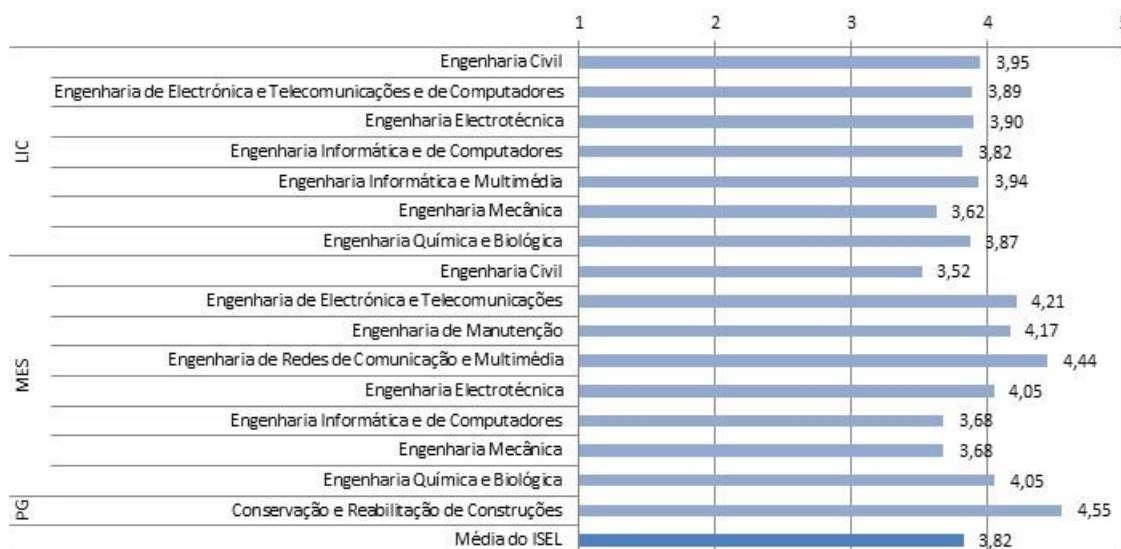 1 2 3 4
LIC
Engenharia Civil 3,95
Engenharia de Electrónica e Telecomunicações e de Computadores 3,89
Engenharia Electrotécnica 3,90
Engenharia Informática e de Computadores 3,82
Engenharia Informática e Multimédia 3,94
Engenharia Mecânica 3,62
Engenharia Química e Biológica 3,87
MES
Engenharia Civil 3,52
Engenharia de Electrónica e Telecomunicações 4,21
Engenharia de Manutenção 4,17
Engenharia de Redes de Comunicação e Multimédia 4,44
Engenharia Electrotécnica 4,05
Engenharia Informática e de Computadores 3,68
Engenharia Mecânica 3,68
Engenharia Química e Biológica 4,05
PG
Conservação e Reabilitação de Construções 4,55
Média do ISEL 3,82